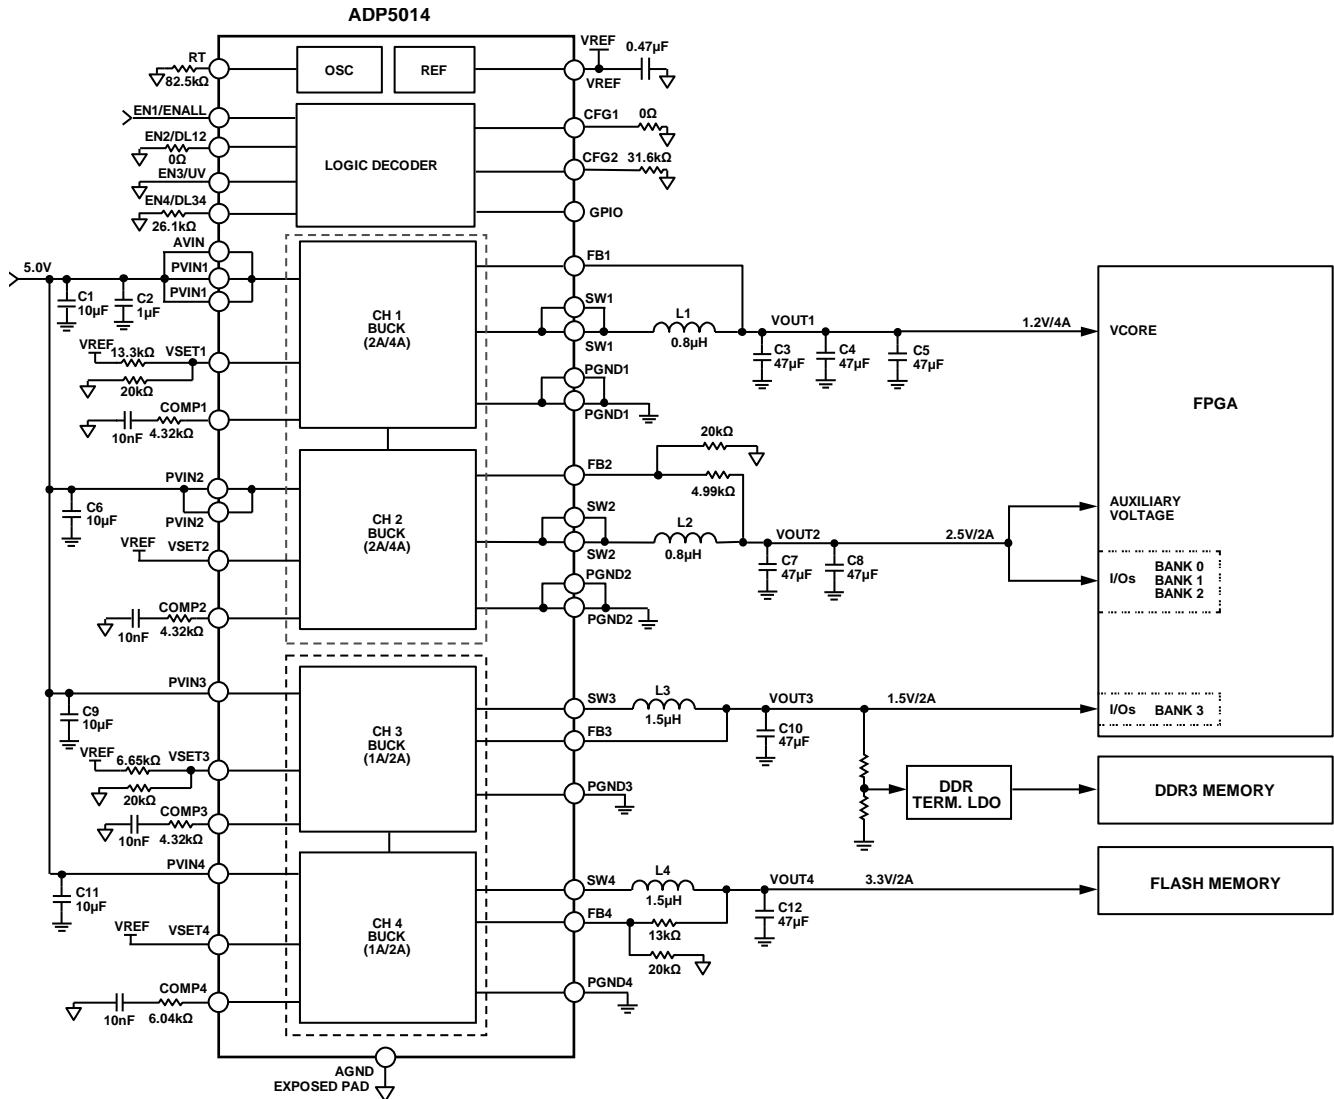 ADP5014
RT
82.5kΩ
OSC
REF
VREF
0.47µF
VREF
EN1/ENALL
EN2/DL12
0Ω
EN3/UV
EN4/DL34
26.1kΩ
LOGIC DECODER
CFG1
0Ω
CFG2
31.6kΩ
GPIO
5.0V
AVIN
PVIN1
PVIN1
C1
10µF
C2
1µF
VREF
13.3kΩ
VSET1
20kΩ
COMP1
10nF
4.32kΩ
CH 1
BUCK
(2A/4A)
FB1
SW1
SW1
L1
0.8µH
VOUT1
1.2V/4A
C3
47µF
C4
47µF
C5
47µF
PGND1
PGND1
VCORE
FPGA
PVIN2
PVIN2
C6
10µF
VREF
VSET2
COMP2
10nF
4.32kΩ
CH 2
BUCK
(2A/4A)
20kΩ
FB2
4.99kΩ
SW2
SW2
L2
0.8µH
VOUT2
2.5V/2A
C7
47µF
C8
47µF
PGND2
PGND2
AUXILIARY
VOLTAGE
I/Os
BANK 0
BANK 1
BANK 2
PVIN3
C9
10µF
VREF
6.65kΩ
VSET3
20kΩ
COMP3
10nF
4.32kΩ
CH 3
BUCK
(1A/2A)
SW3
L3
1.5µH
VOUT3
1.5V/2A
FB3
C10
47µF
PGND3
I/Os
BANK 3
DDR
TERM. LDO
DDR3 MEMORY
PVIN4
C11
10µF
VREF
VSET4
COMP4
10nF
6.04kΩ
CH 4
BUCK
(1A/2A)
SW4
L4
1.5µH
VOUT4
3.3V/2A
FB4
13kΩ
20kΩ
C12
47µF
PGND4
FLASH MEMORY
AGND
EXPOSED PAD